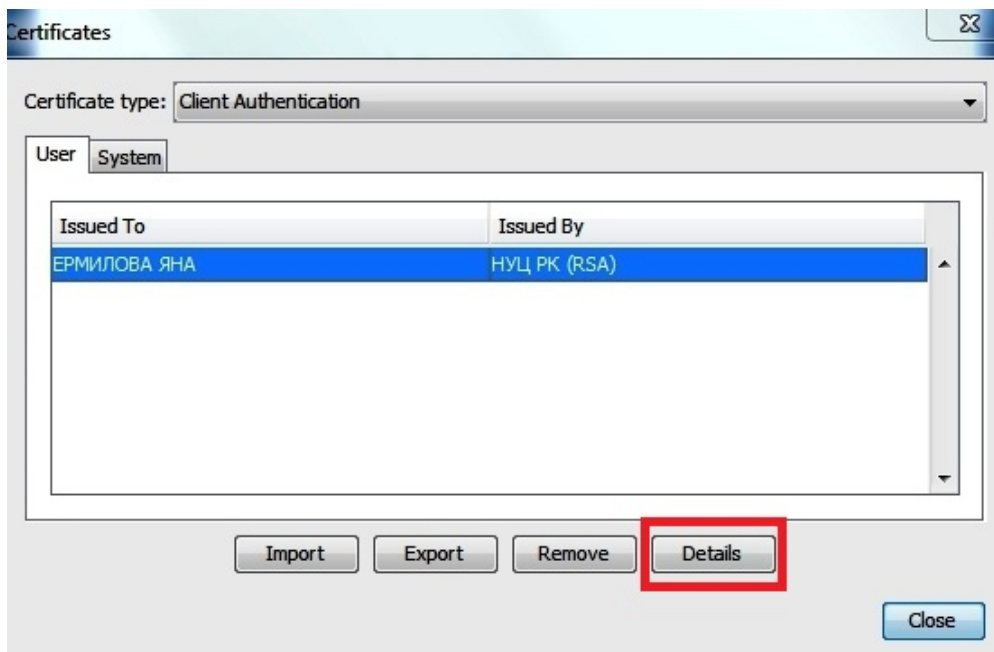 Certificates
Certificate type: Client Authentication
User System
Issued To Issued By
ЕРМИЛОВА ЯНА НУЦ РК (RSA)
Import Export Remove Details
Close